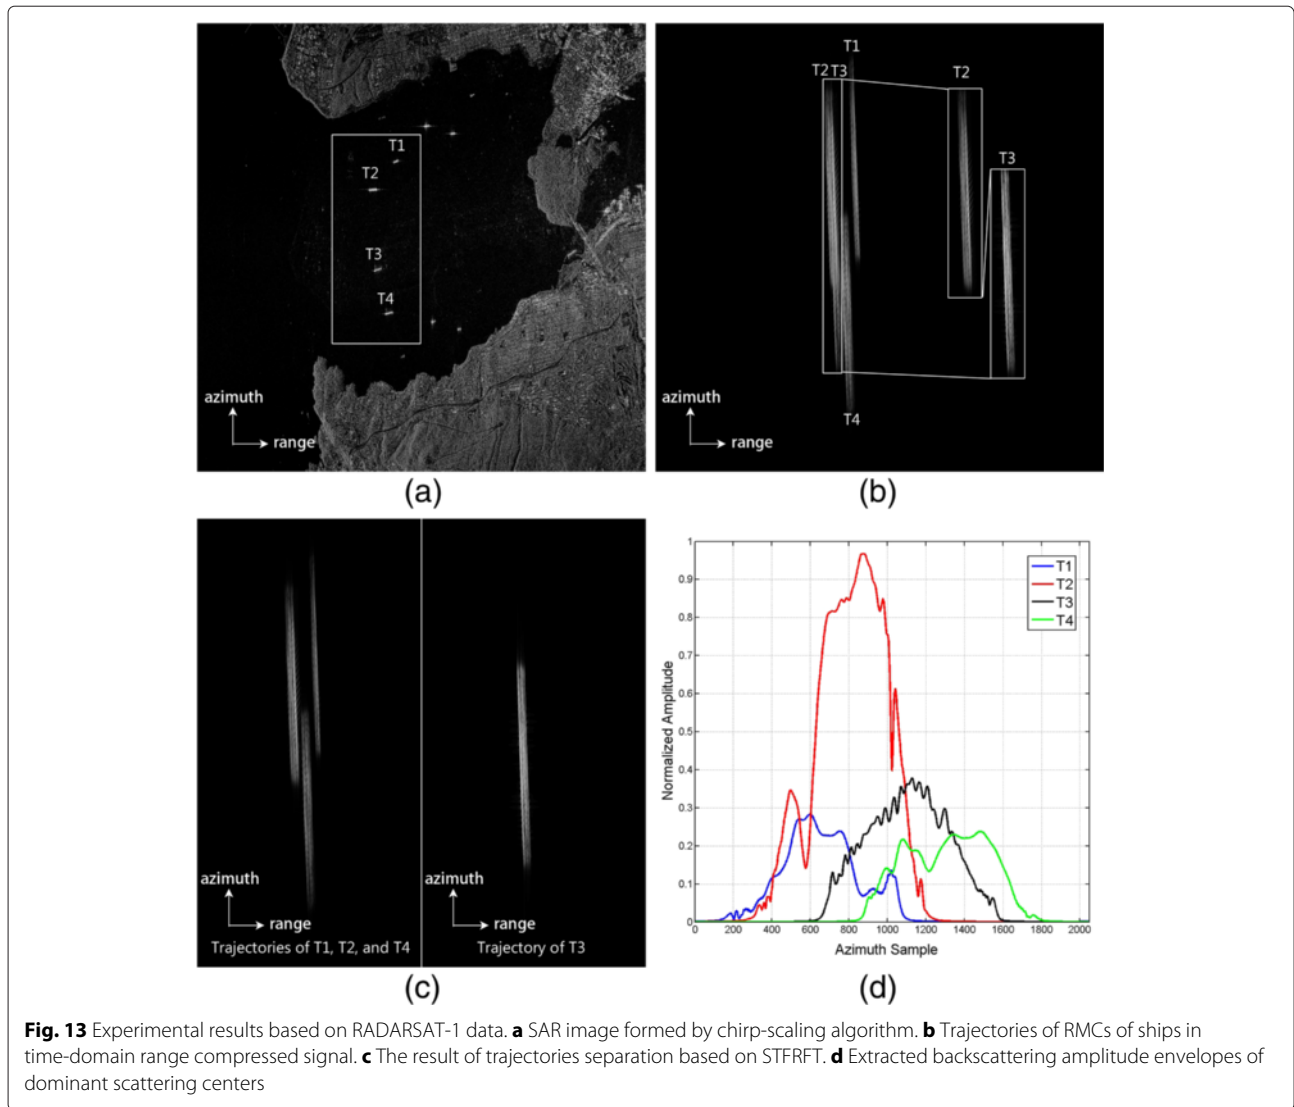 T1
T2
T3
T4
azimuth
range
(a)
T1
T2 T3
T2
T3
T4
azimuth
range
(b)
azimuth
range
Trajectories of T1, T2, and T4
azimuth
range
Trajectory of T3
(c)
1
0.9
0.8
0.7
0.6
0.5
0.4
0.3
0.2
0.1
0
Normalized Amplitude
T1
T2
T3
T4
0 200 400 600 800 1000 1200 1400 1600 1800 2000
Azimuth Sample
(d)
Fig. 13 Experimental results based on RADARSAT-1 data. a SAR image formed by chirp-scaling algorithm. b Trajectories of RMCs of ships in
time-domain range compressed signal. c The result of trajectories separation based on STFRFT. d Extracted backscattering amplitude envelopes of
dominant scattering centers